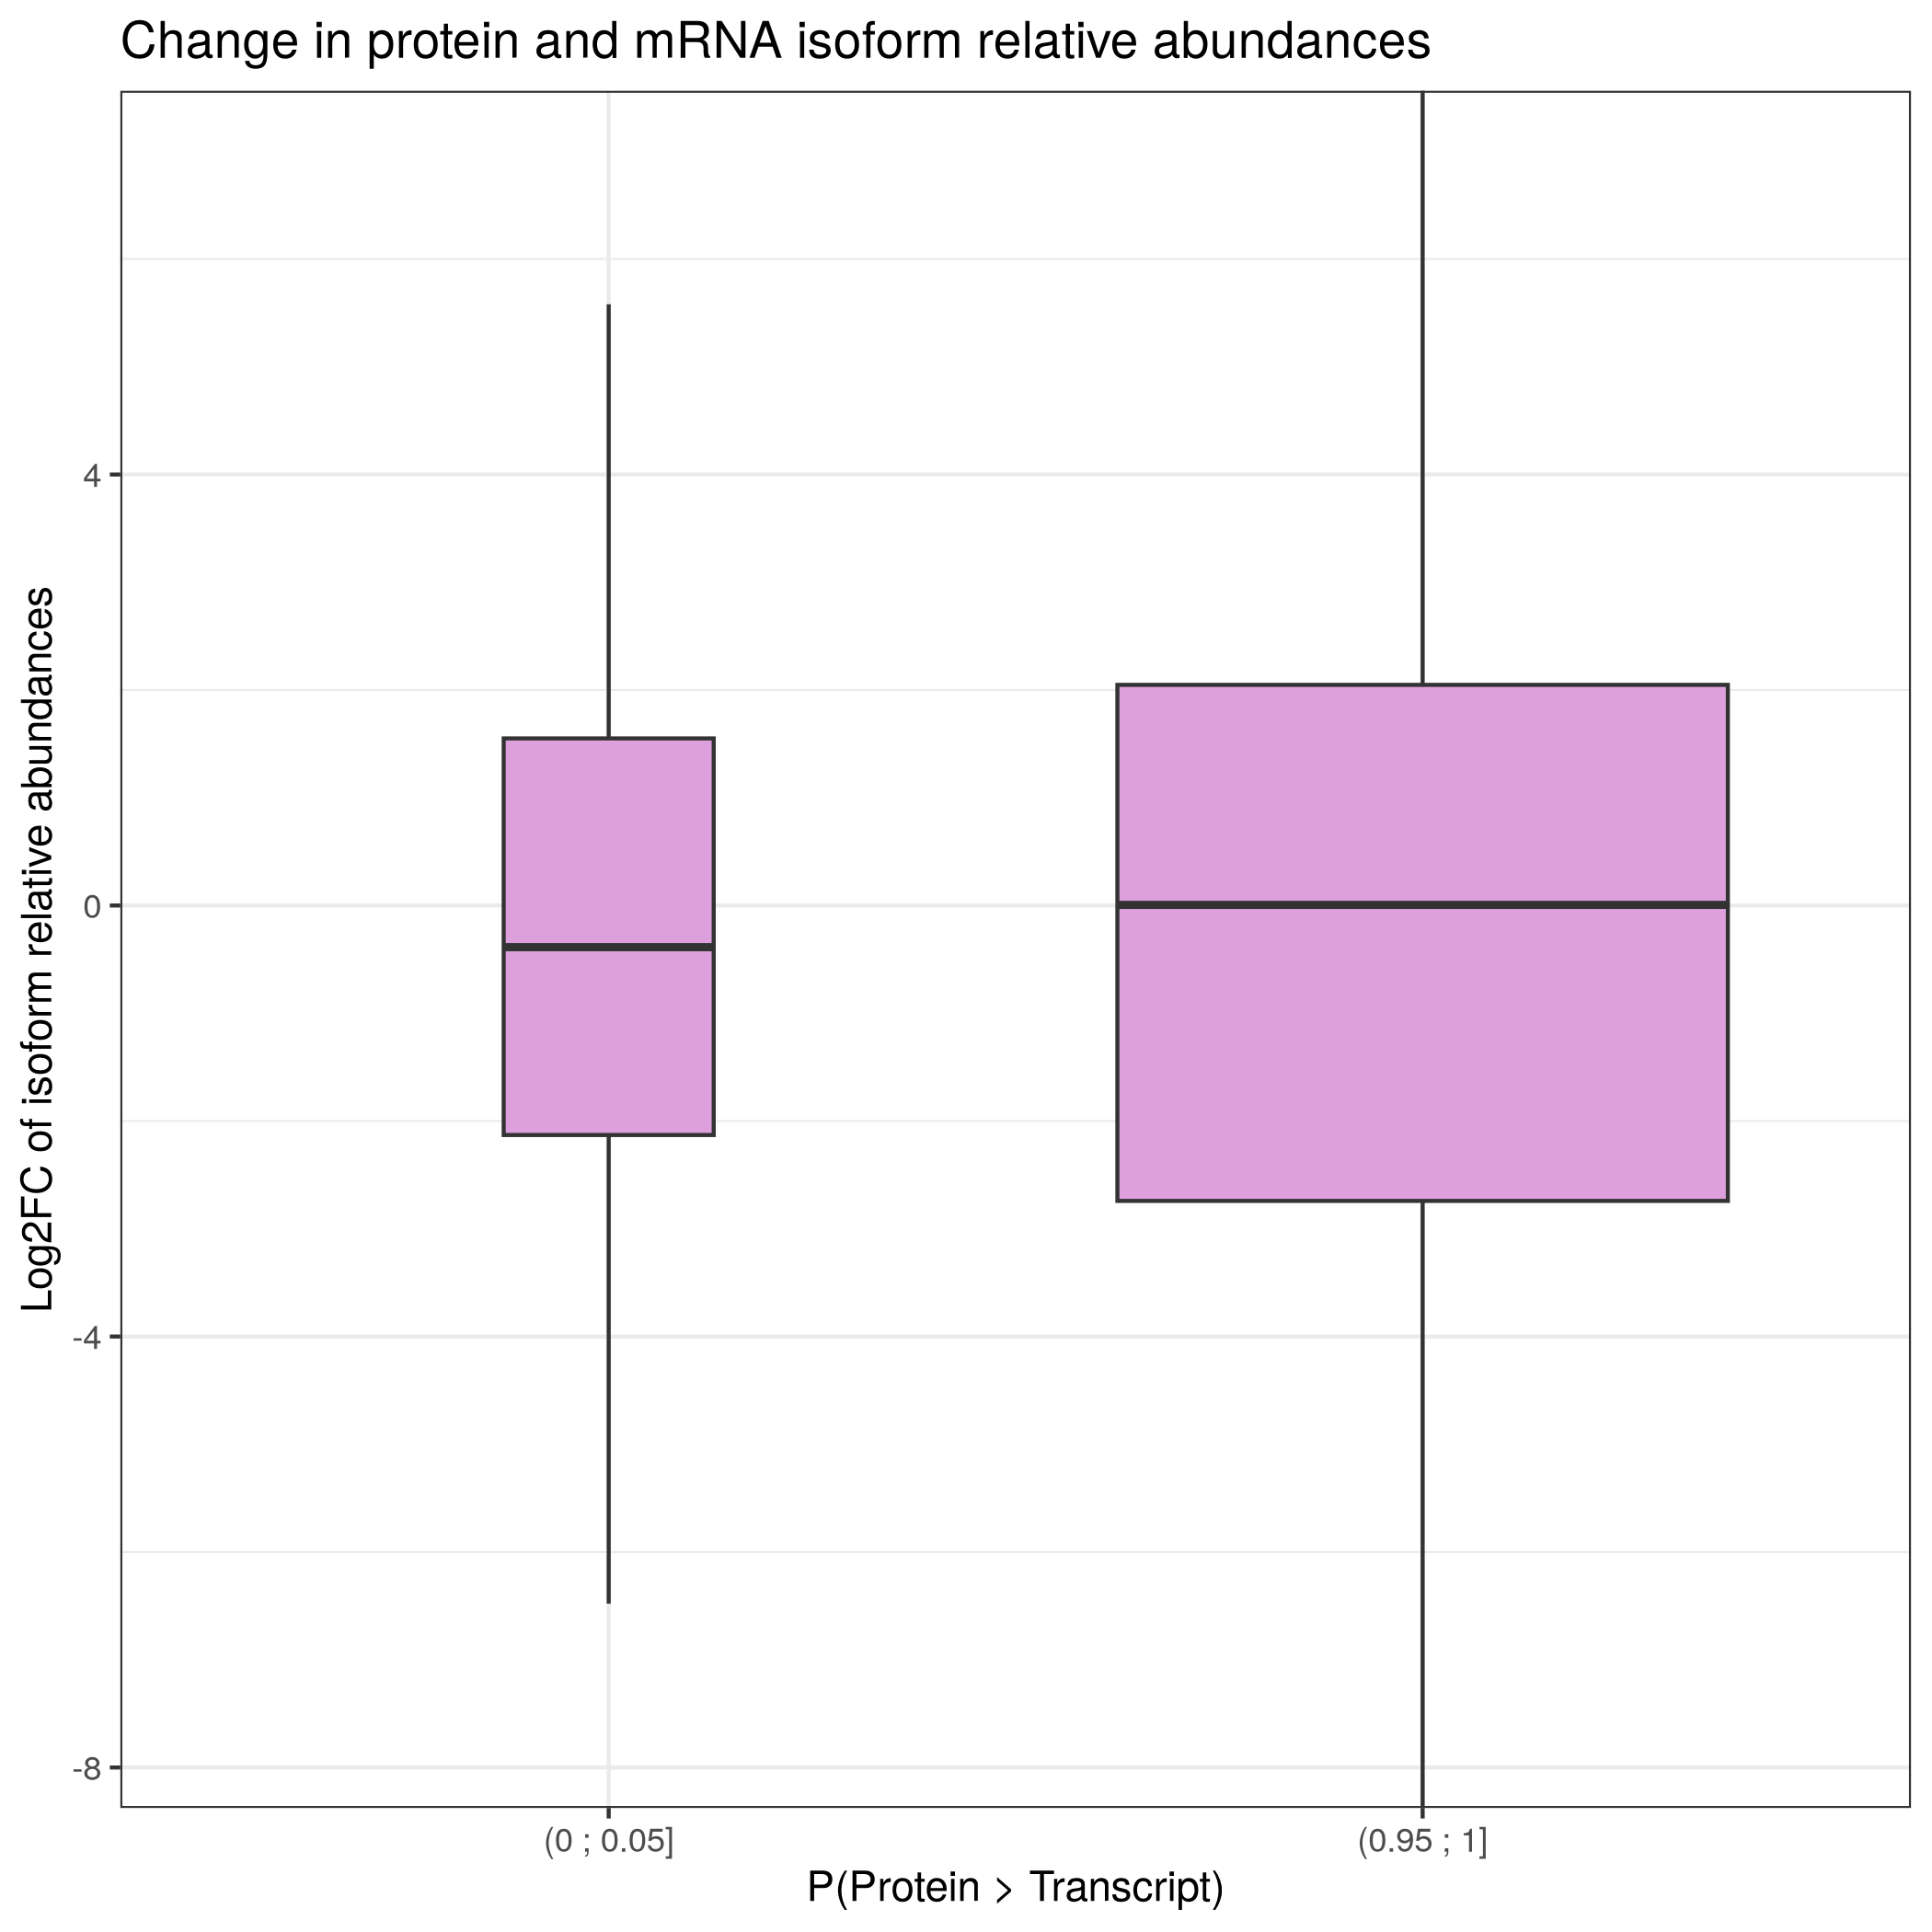 Change in protein and mRNA isoform relative abundances
Log2FC of isoform relative abundances
4
0
-4
-8
(0 ; 0.05]
(0.95 ; 1]
P(Protein > Transcript)